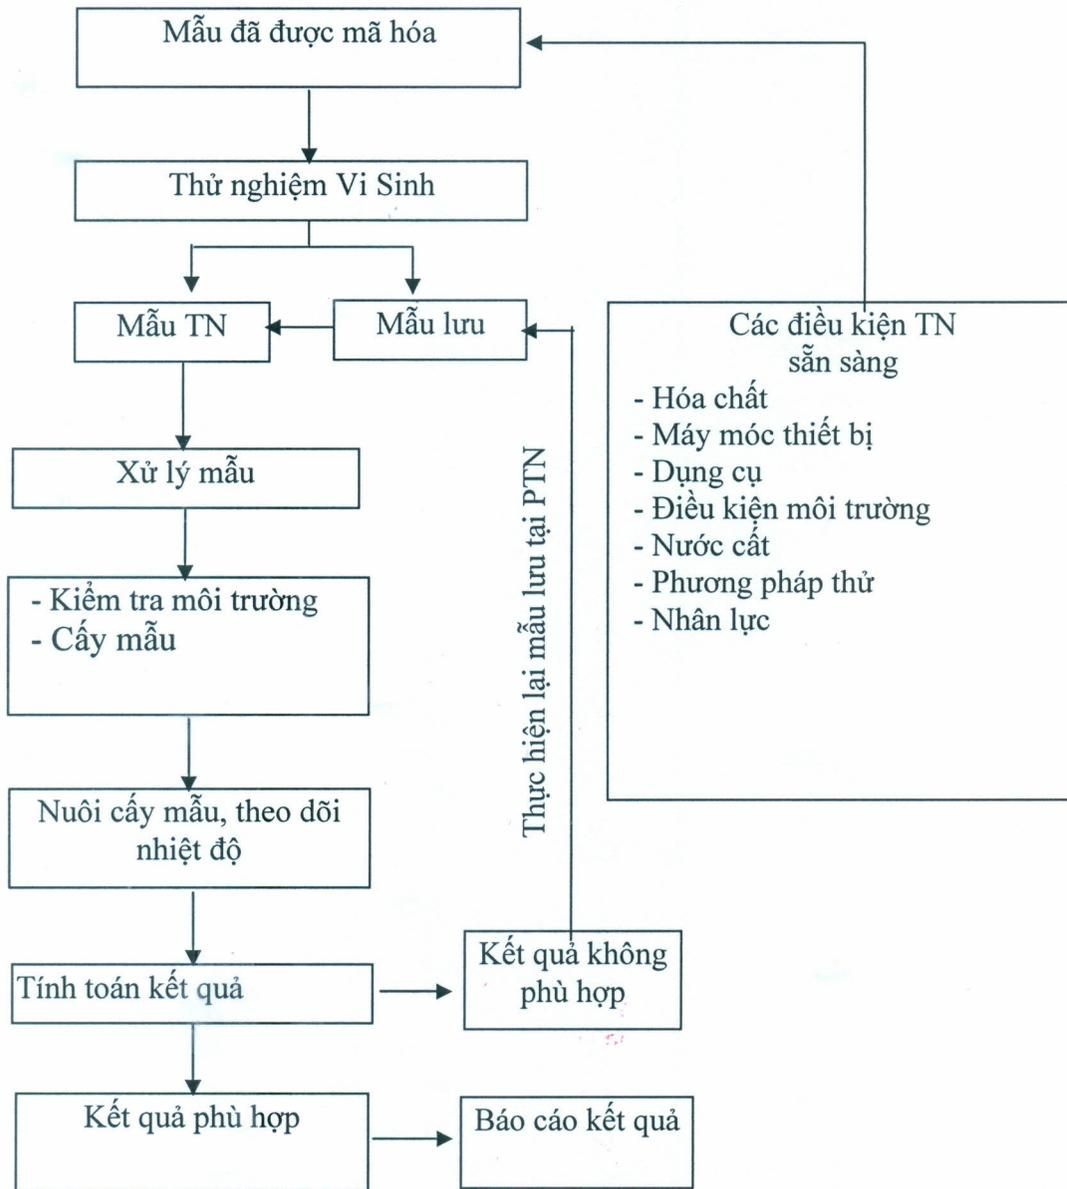 Mẫu đã được mã hóa
Thử nghiệm Vi Sinh
Mẫu TN
Mẫu lưu
Các điều kiện TN
sẵn sàng
- Hóa chất
- Máy móc thiết bị
- Dụng cụ
- Điều kiện môi trường
- Nước cất
- Phương pháp thử
- Nhân lực
Xử lý mẫu
Thực hiện lại mẫu lưu tại PTN
- Kiểm tra môi trường
- Cấy mẫu
Nuôi cấy mẫu, theo dõi
nhiệt độ
Tính toán kết quả
Kết quả không
phù hợp
Kết quả phù hợp
Báo cáo kết quả